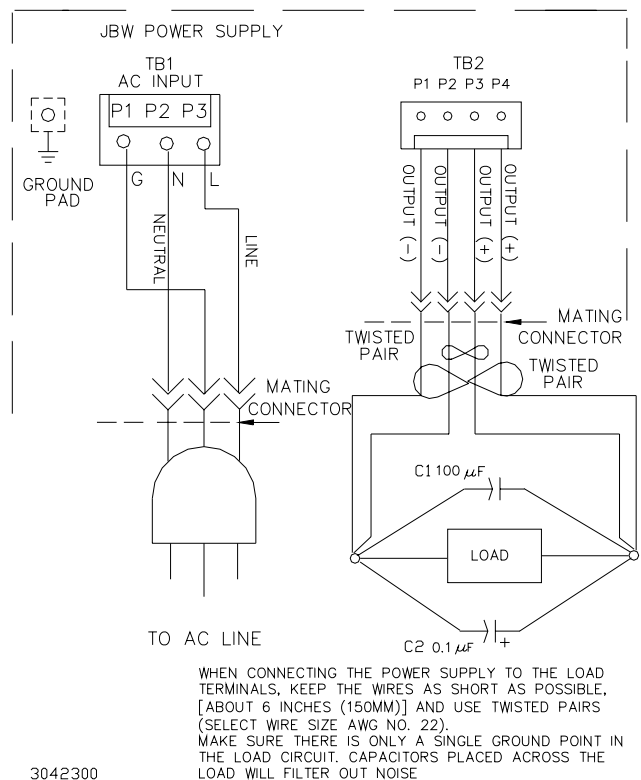 JBW POWER SUPPLY
TB1
AC INPUT
P1 P2 P3
G N L
GROUND
PAD
NEUTRAL
LINE
MATING
CONNECTOR
TO AC LINE
TB2
P1 P2 P3 P4
OUTPUT (-)
OUTPUT (-)
OUTPUT (+)
OUTPUT (+)
MATING
CONNECTOR
TWISTED
PAIR
TWISTED
PAIR
C1 100 µF
LOAD
C2 0.1 µF +
WHEN CONNECTING THE POWER SUPPLY TO THE LOAD
TERMINALS, KEEP THE WIRES AS SHORT AS POSSIBLE,
[ABOUT 6 INCHES (150MM)] AND USE TWISTED PAIRS
(SELECT WIRE SIZE AWG NO. 22).
MAKE SURE THERE IS ONLY A SINGLE GROUND POINT IN
THE LOAD CIRCUIT. CAPACITORS PLACED ACROSS THE
LOAD WILL FILTER OUT NOISE
3042300